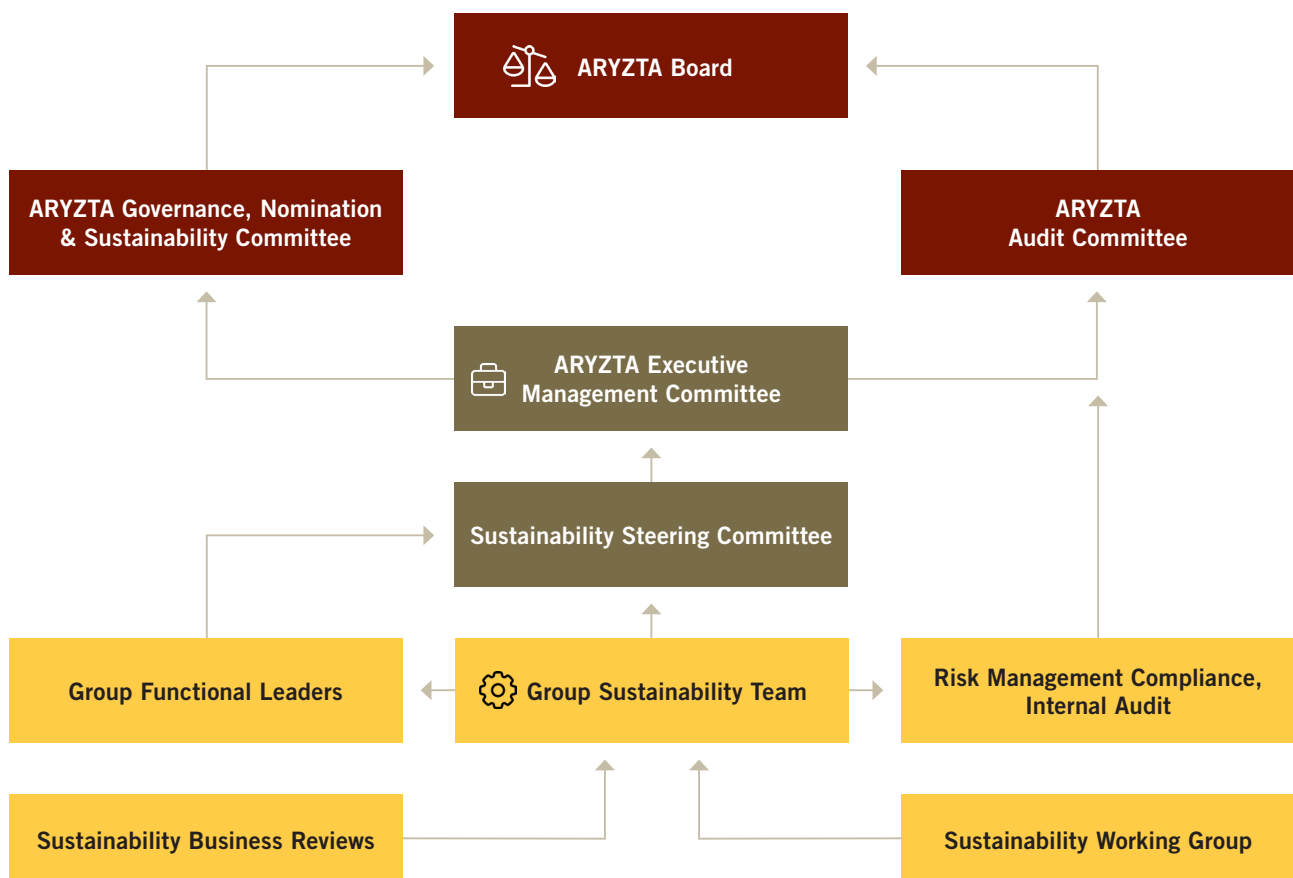 ARYZTA Board
ARYZTA Governance, Nomination
& Sustainability Committee
ARYZTA
Audit Committee
ARYZTA Executive
Management Committee
Sustainability Steering Committee
Group Functional Leaders
Group Sustainability Team
Risk Management Compliance,
Internal Audit
Sustainability Business Reviews
Sustainability Working Group